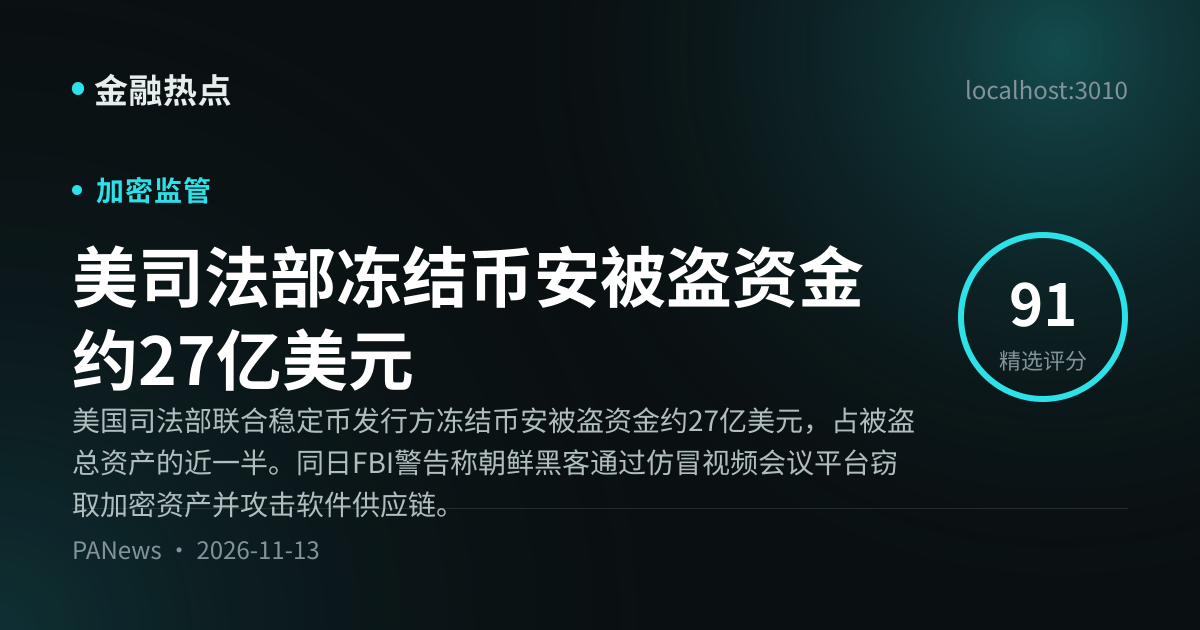 金融热点
localhost:3010
加密监管
美司法部冻结币安被盗资金
约27亿美元
91
精选评分
美国司法部联合稳定币发行方冻结币安被盗资金约27亿美元，占被盗
总资产的近一半。同日FBI警告称朝鲜黑客通过仿冒视频会议平台窃
取加密资产并攻击软件供应链。
PANews · 2026-11-13